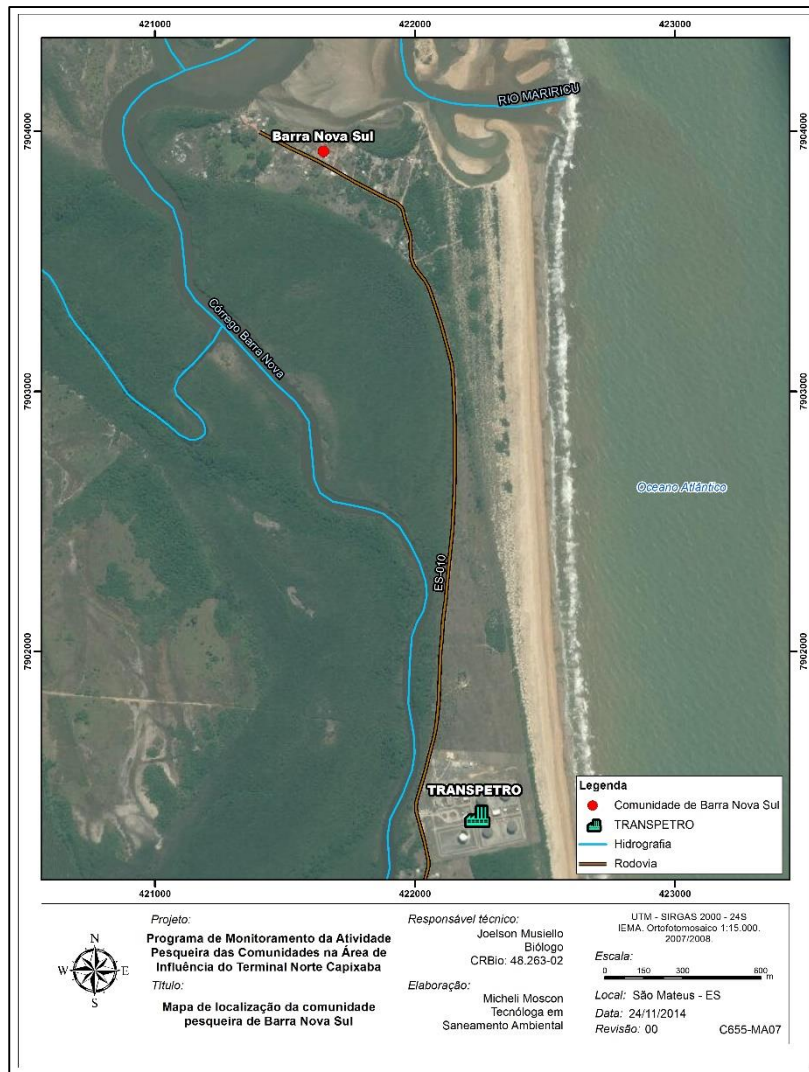 421000
422000
423000
RIO MARIRICU
7904000
7904000
Barra Nova Sul
Córrego Barra Nova
7903000
7903000
Oceano Atlântico
ES-010
7902000
7902000
TRANSPETRO
Legenda
Comunidade de Barra Nova Sul
TRANSPETRO
Hidrografia
Rodovia
421000
422000
423000
N
W
E
S
Projeto:
Programa de Monitoramento da Atividade
Pesqueira das Comunidades na Área de
Influência do Terminal Norte Capixaba
Título:
Mapa de localização da comunidade
pesqueira de Barra Nova Sul
Responsável técnico:
Joelson Musiello
Biólogo
CRBio: 48.263-02
Elaboração:
Micheli Moscon
Tecnóloga em
Saneamento Ambiental
UTM - SIRGAS 2000 - 24S
IEMA. Ortofotomosaico 1:15.000.
2007/2008.
Escala:
0 150 300 600
m
Local: São Mateus - ES
Data: 24/11/2014
Revisão: 00 C655-MA07